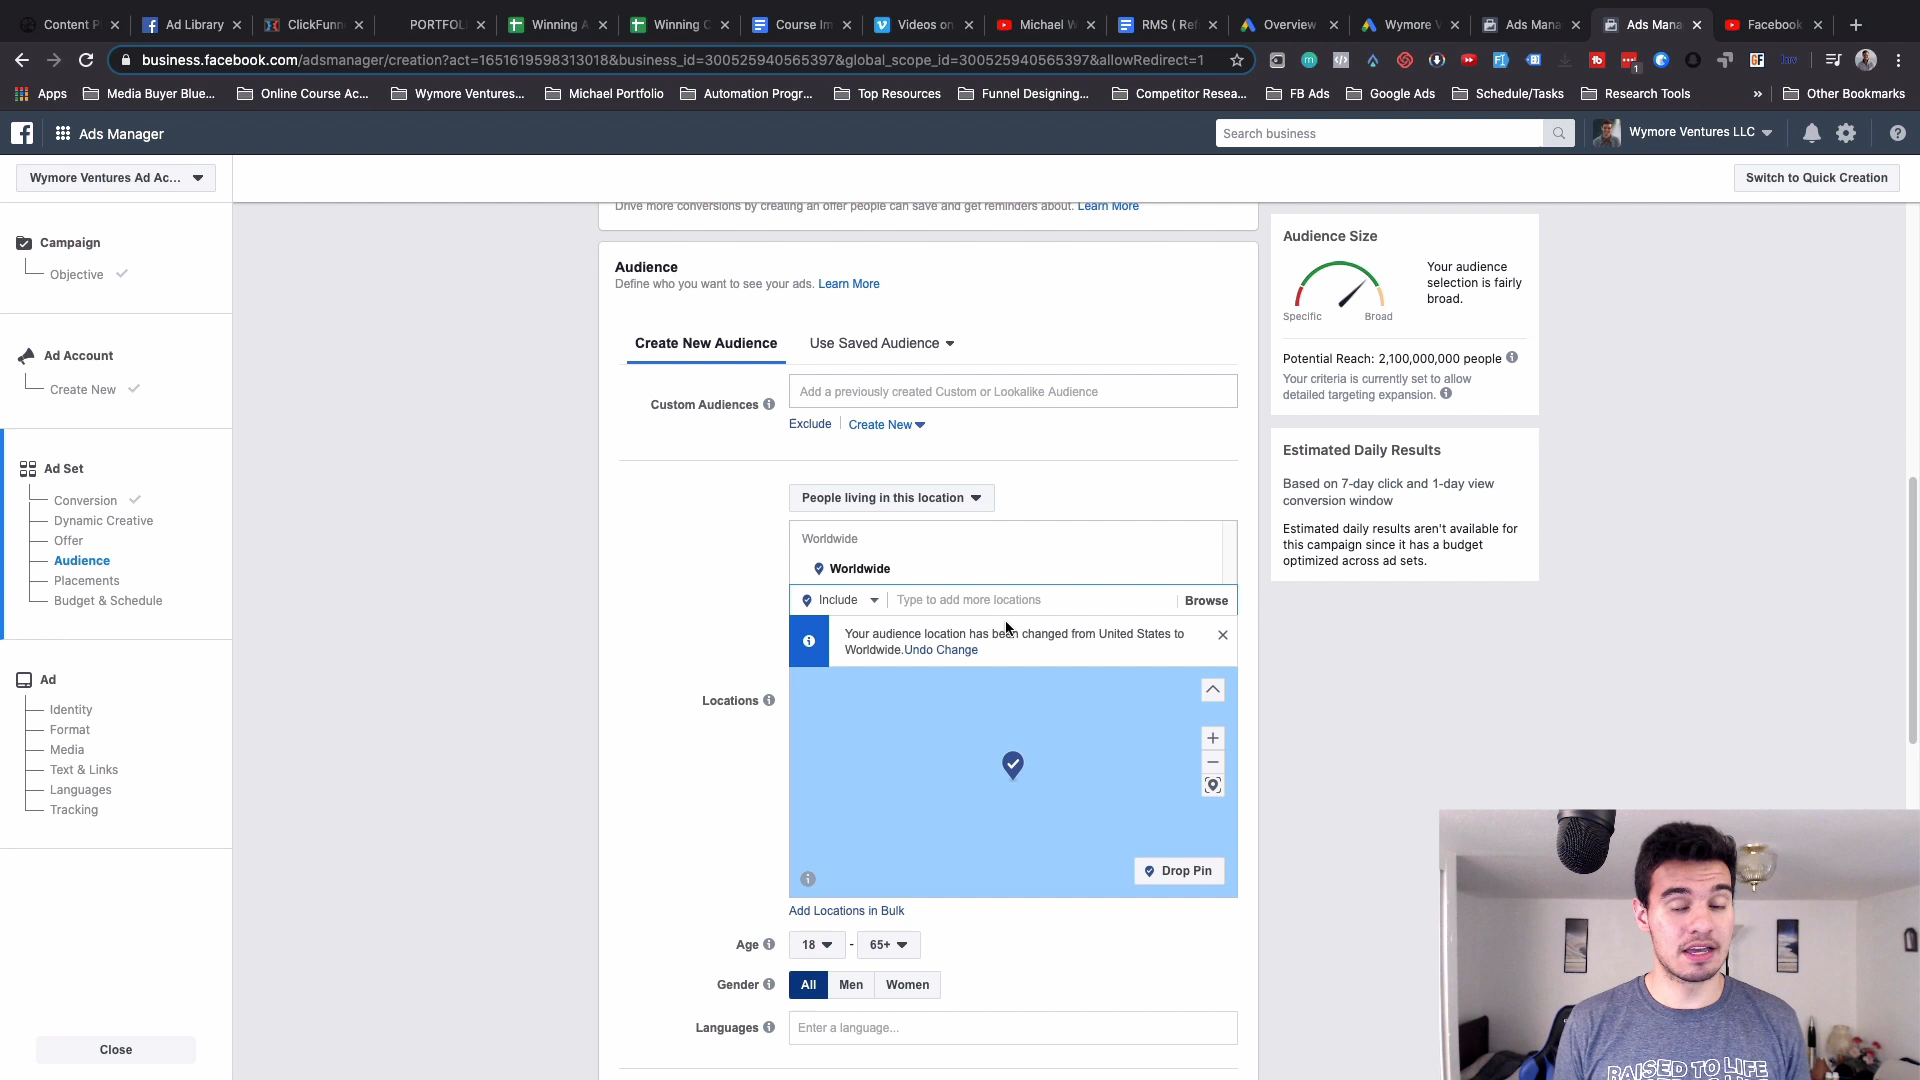 Content P
Ad Library
ClickFunn
PORTFOL
Winning A
Winning C
Course Im
Videos on
Michael W
RMS ( Ref
Overview
Wymore V
Ads Mana
Ads Mana
Facebook
business.facebook.com/adsmanager/creation?act=1651619598313018&business_id=300525940565397&global_scope_id=300525940565397&allowRedirect=1
Apps
Media Buyer Blue...
Online Course Ac...
Wymore Ventures...
Michael Portfolio
Automation Progr...
Top Resources
Funnel Designing...
Competitor Resea...
FB Ads
Google Ads
Schedule/Tasks
Research Tools
»
Other Bookmarks
Ads Manager
Search business
Wymore Ventures LLC
Wymore Ventures Ad Ac...
Switch to Quick Creation
Campaign
Objective
Ad Account
Create New
Ad Set
Conversion
Dynamic Creative
Offer
Audience
Placements
Budget & Schedule
Ad
Identity
Format
Media
Text & Links
Languages
Tracking
Close
Drive more conversions by creating an offer people can save and get reminders about. Learn More
Audience
Define who you want to see your ads. Learn More
Create New Audience
Use Saved Audience
Custom Audiences
Add a previously created Custom or Lookalike Audience
Exclude
Create New
People living in this location
Worldwide
Worldwide
Include
Type to add more locations
Browse
Your audience location has been changed from United States to
Worldwide.Undo Change
Locations
Drop Pin
Add Locations in Bulk
Age
18
-
65+
Gender
All
Men
Women
Languages
Enter a language...
Audience Size
Your audience
selection is fairly
broad.
Specific
Broad
Potential Reach: 2,100,000,000 people
Your criteria is currently set to allow
detailed targeting expansion.
Estimated Daily Results
Based on 7-day click and 1-day view
conversion window
Estimated daily results aren't available for
this campaign since it has a budget
optimized across ad sets.
RAISED TO LIFE